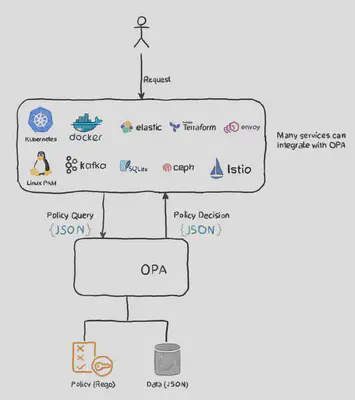 Request
Kubernetes
docker
elastic
Terraform
envoy
Many services can
integrate with OPA
Linux PAM
kafka
SQLite
ceph
Istio
Policy Query
{JSON}
Policy Decision
{JSON}
OPA
Policy (Rego)
Data (JSON)